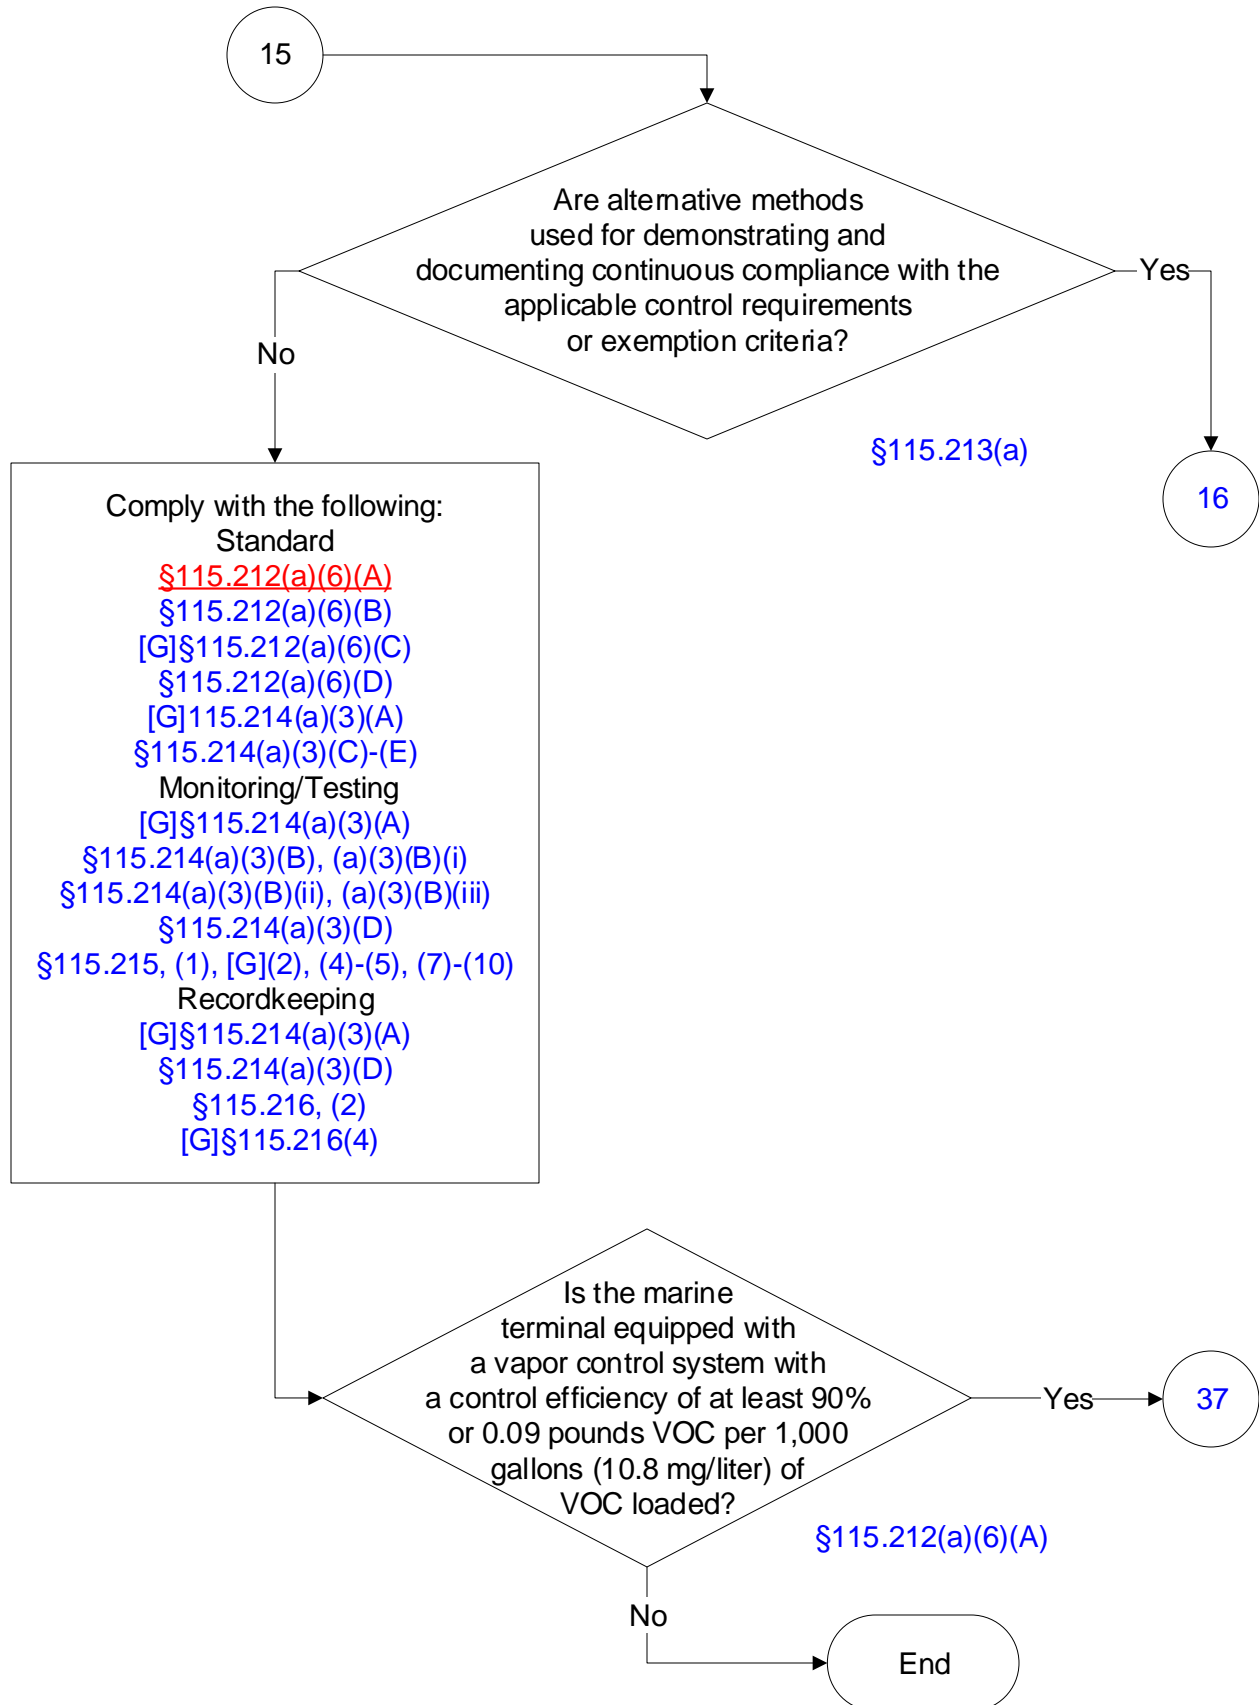 15
Are alternative methods
used for demonstrating and
documenting continuous compliance with the
applicable control requirements
or exemption criteria?
Yes
No
§115.213(a)
16
Comply with the following:
Standard
§115.212(a)(6)(A)
§115.212(a)(6)(B)
[G]§115.212(a)(6)(C)
§115.212(a)(6)(D)
[G]115.214(a)(3)(A)
§115.214(a)(3)(C)-(E)
Monitoring/Testing
[G]§115.214(a)(3)(A)
§115.214(a)(3)(B), (a)(3)(B)(i)
§115.214(a)(3)(B)(ii), (a)(3)(B)(iii)
§115.214(a)(3)(D)
§115.215, (1), [G](2), (4)-(5), (7)-(10)
Recordkeeping
[G]§115.214(a)(3)(A)
§115.214(a)(3)(D)
§115.216, (2)
[G]§115.216(4)
Is the marine
terminal equipped with
a vapor control system with
a control efficiency of at least 90%
or 0.09 pounds VOC per 1,000
gallons (10.8 mg/liter) of
VOC loaded?
Yes
37
§115.212(a)(6)(A)
No
End